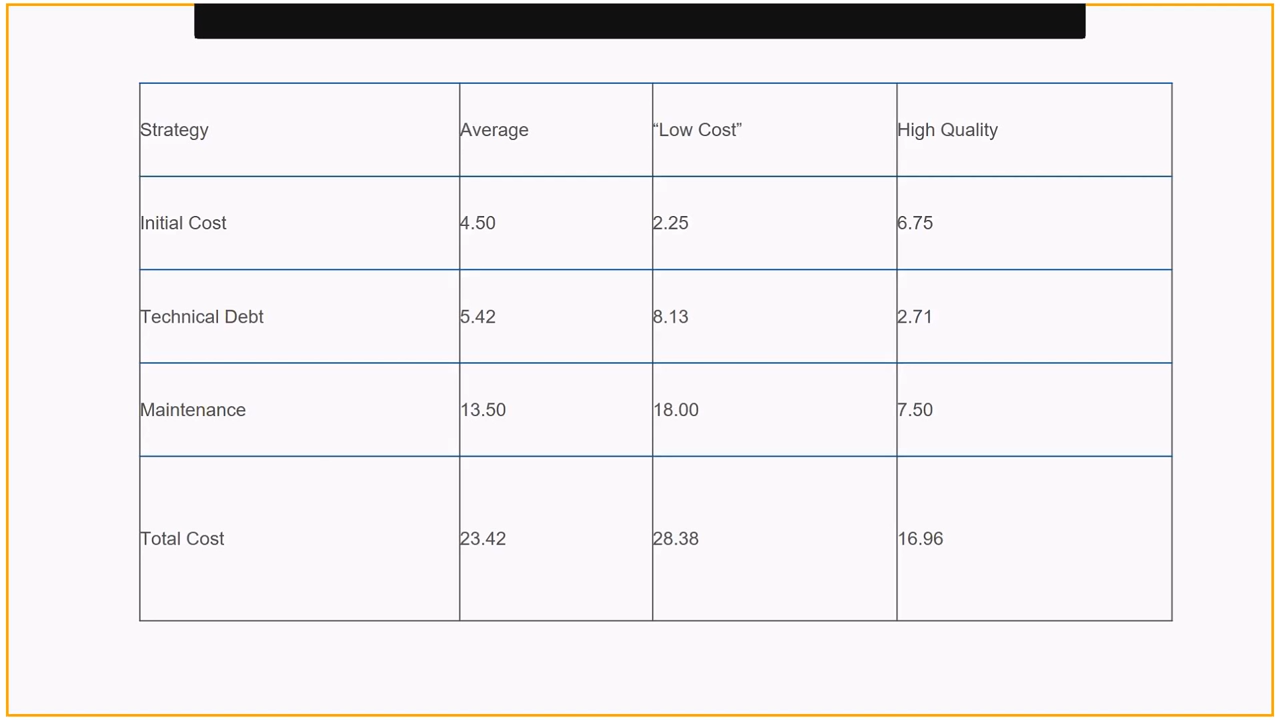 Strategy Average “Low Cost” High Quality
Initial Cost 4.50 2.25 6.75
Technical Debt 5.42 8.13 2.71
Maintenance 13.50 18.00 7.50
Total Cost 23.42 28.38 16.96